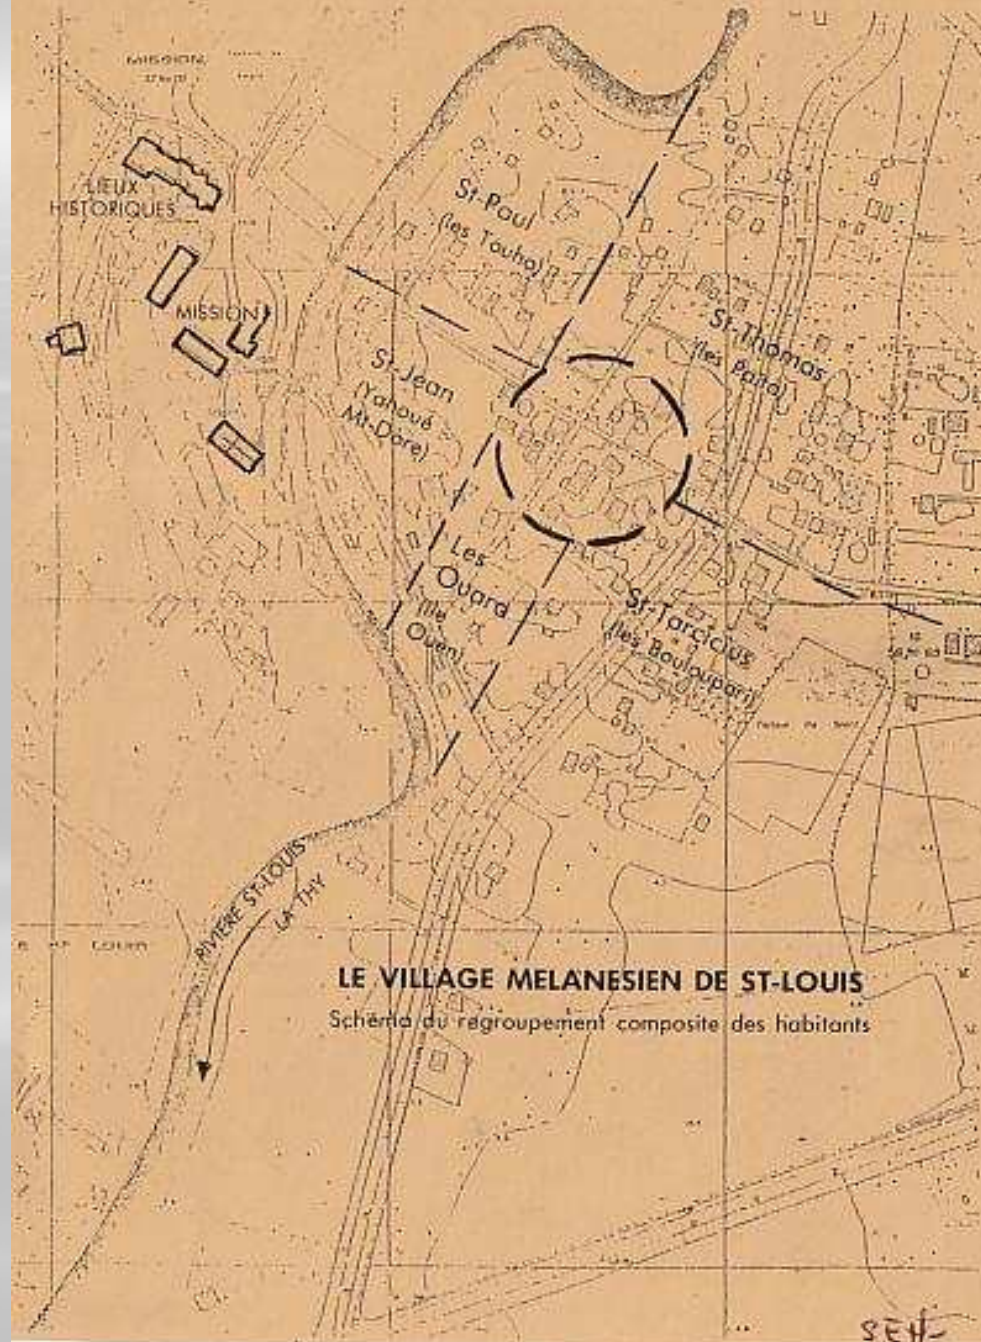 LIEUX
HISTORIQUES
MISSION
St-Paul
(les Touho)
St-Thomas
(les Païta)
St-Jean
(Yahoué
Mt-Dore)
Les
Ouara
(Ile
Ouen)
St-Tarcicius
(les Bouloupari)
RIVIERE ST-LOUIS
LA THY
LE VILLAGE MELANESIEN DE ST-LOUIS
Schéma du regroupement composite des habitants
SEH